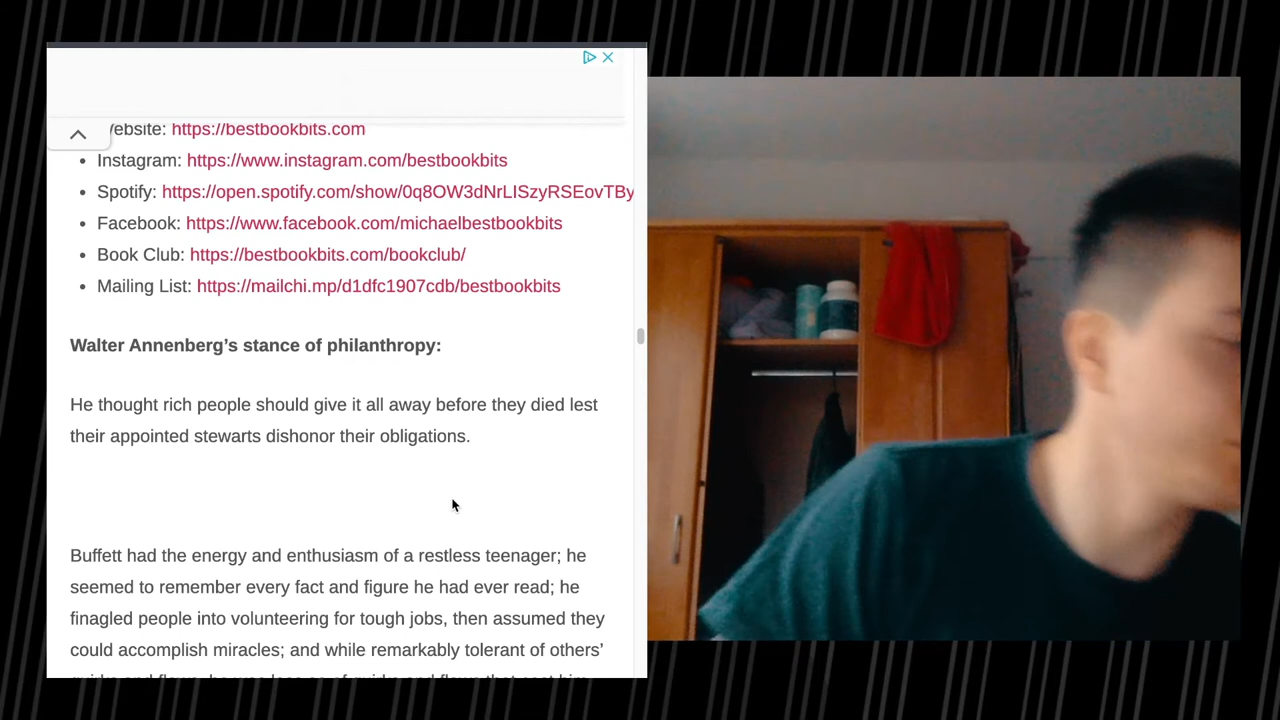 ebsite: https://bestbookbits.com
Instagram: https://www.instagram.com/bestbookbits
Spotify: https://open.spotify.com/show/0q8OW3dNrLISzyRSEovTBy
Facebook: https://www.facebook.com/michaelbestbookbits
Book Club: https://bestbookbits.com/bookclub/
Mailing List: https://mailchi.mp/d1dfc1907cdb/bestbookbits
Walter Annenberg’s stance of philanthropy:
He thought rich people should give it all away before they died lest
their appointed stewarts dishonor their obligations.
Buffett had the energy and enthusiasm of a restless teenager; he
seemed to remember every fact and figure he had ever read; he
finagled people into volunteering for tough jobs, then assumed they
could accomplish miracles; and while remarkably tolerant of others’